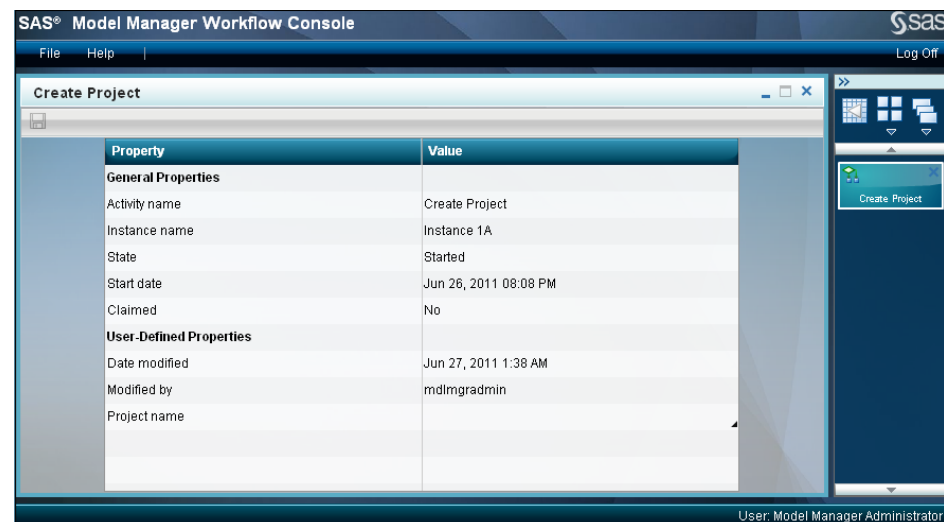 SAS® Model Manager Workflow Console
sas
File Help |
Log Off
Create Project
Property Value
General Properties
Activity name Create Project
Instance name Instance 1A
State Started
Start date Jun 26, 2011 08:08 PM
Claimed No
User-Defined Properties
Date modified Jun 27, 2011 1:38 AM
Modified by mdlmgradmin
Project name
Create Project
User: Model Manager Administrator